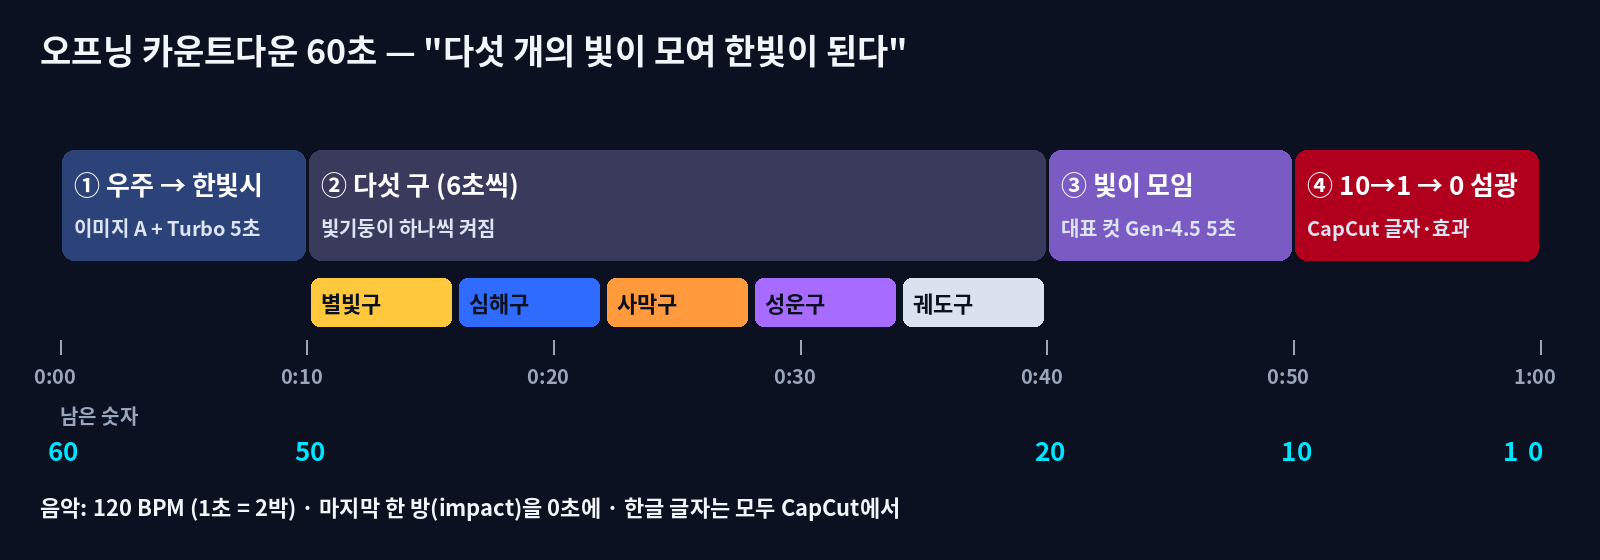 오프닝 카운트다운 60초 — "다섯 개의 빛이 모여 한빛이 된다"
① 우주 → 한빛시
이미지 A + Turbo 5초
② 다섯 구 (6초씩)
빛기둥이 하나씩 켜짐
③ 빛이 모임
대표 컷 Gen-4.5 5초
④ 10→1 → 0 섬광
CapCut 글자·효과
별빛구
심해구
사막구
성운구
궤도구
0:00 0:10 0:20 0:30 0:40 0:50 1:00
남은 숫자
60 50 20 10 1 0
음악: 120 BPM (1초 = 2박) · 마지막 한 방(impact)을 0초에 · 한글 글자는 모두 CapCut에서